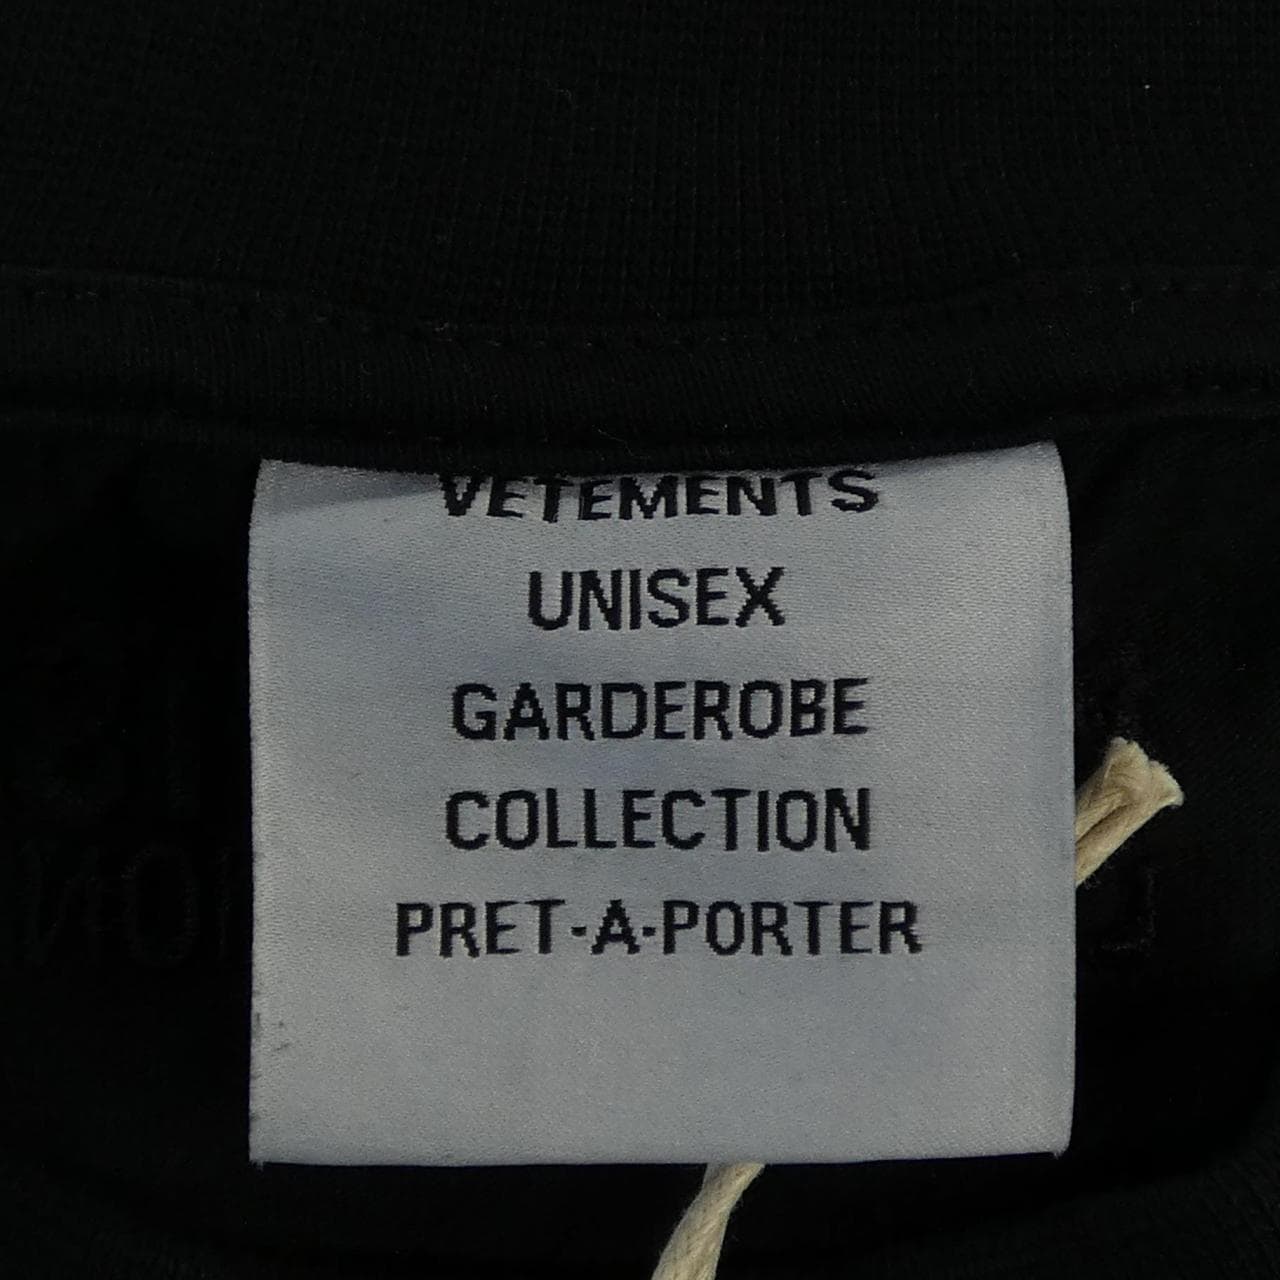 VETEMENTS
UNISEX
GARDEROBE
COLLECTION
PRET-A-PORTER